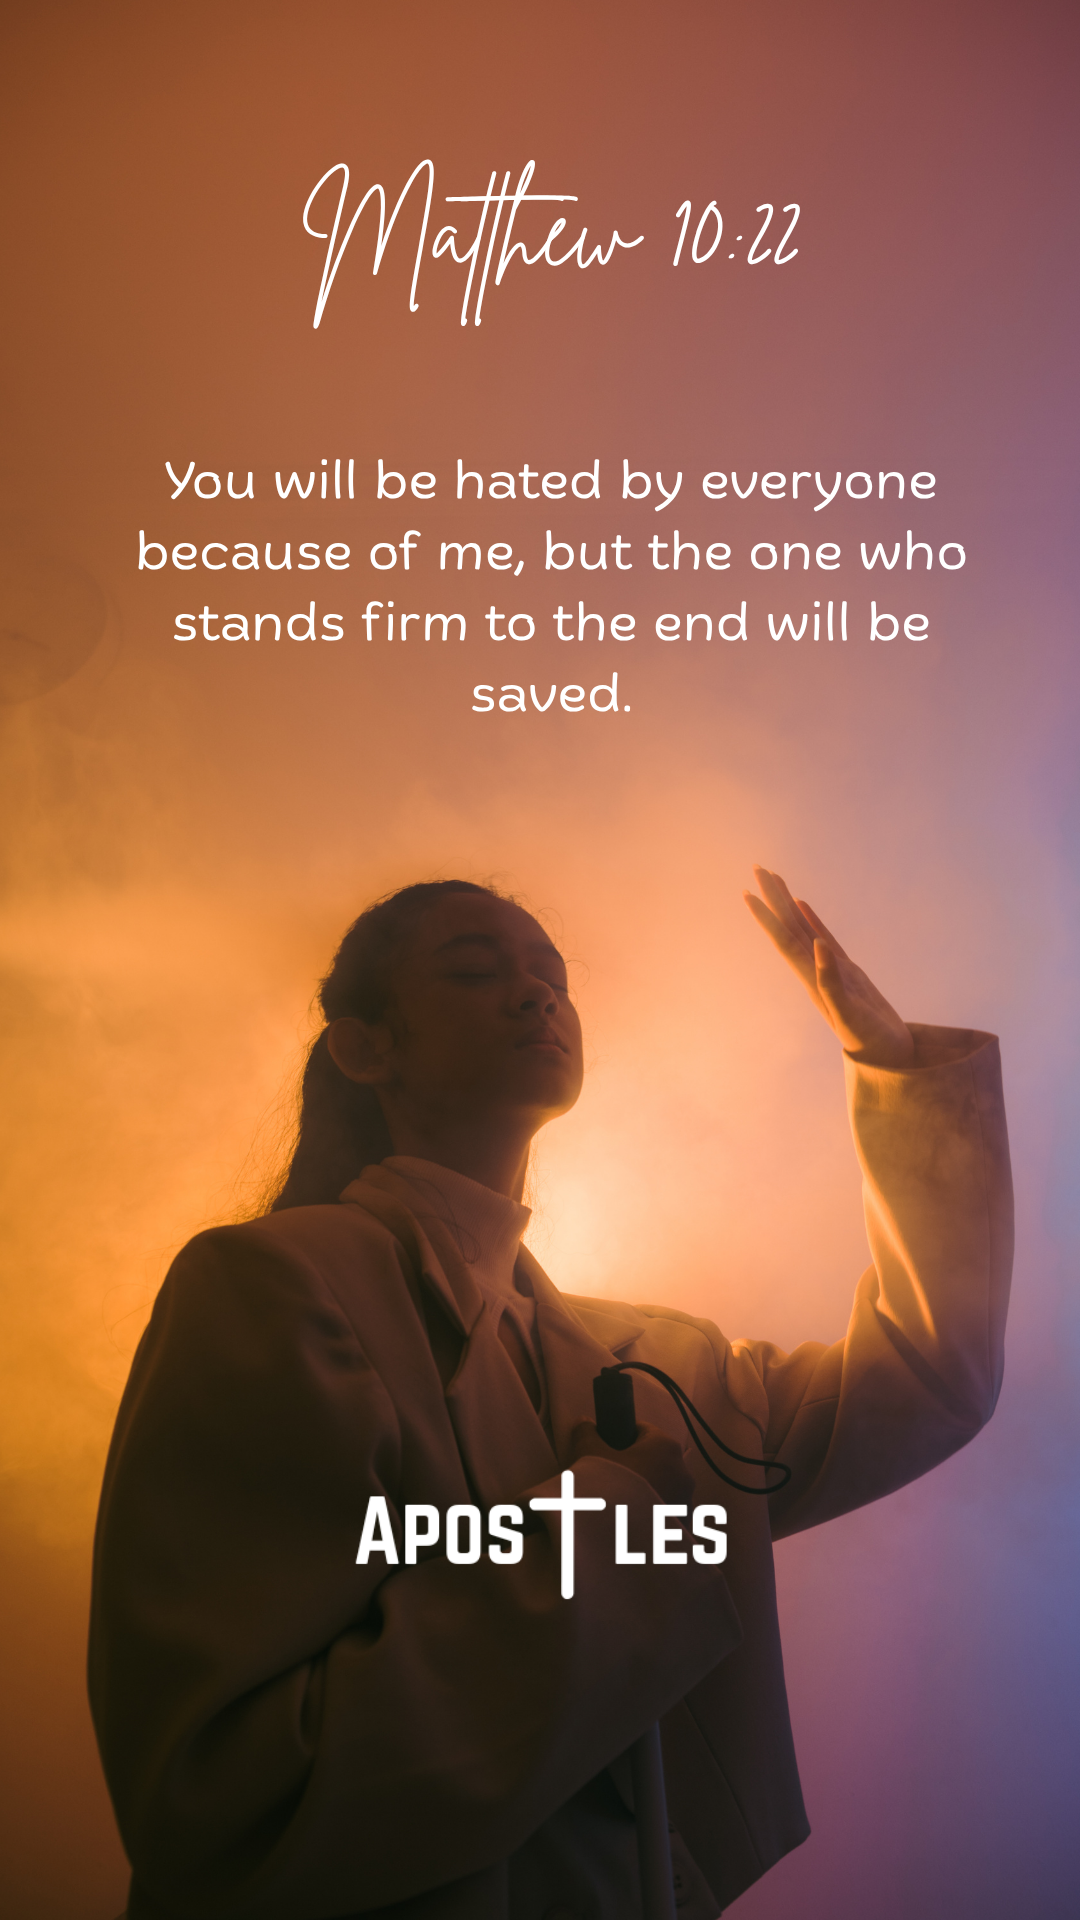 Matthew 10:22
You will be hated by everyone
because of me, but the one who
stands firm to the end will be
saved.
APOSTLES